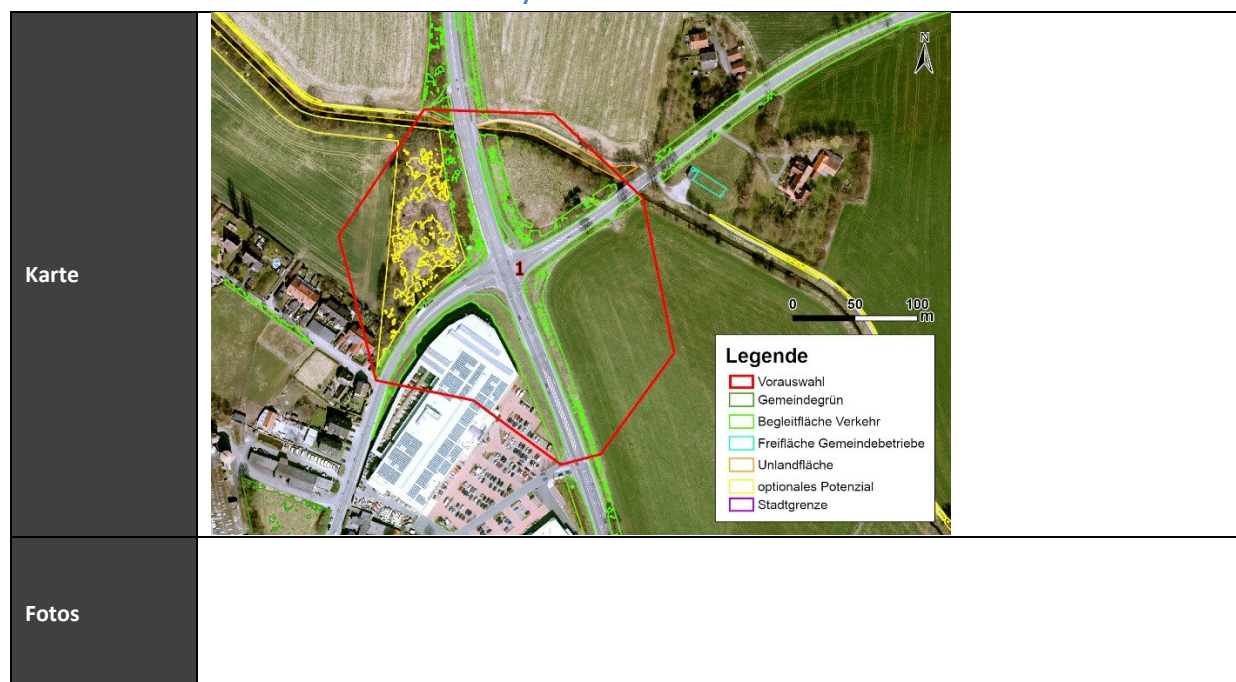 Karte
N
1
0 50 100
m
Legende
Vorauswahl
Gemeindegrün
Begleitfläche Verkehr
Freifläche Gemeindebetriebe
Unlandfläche
optionales Potenzial
Stadtgrenze
Fotos